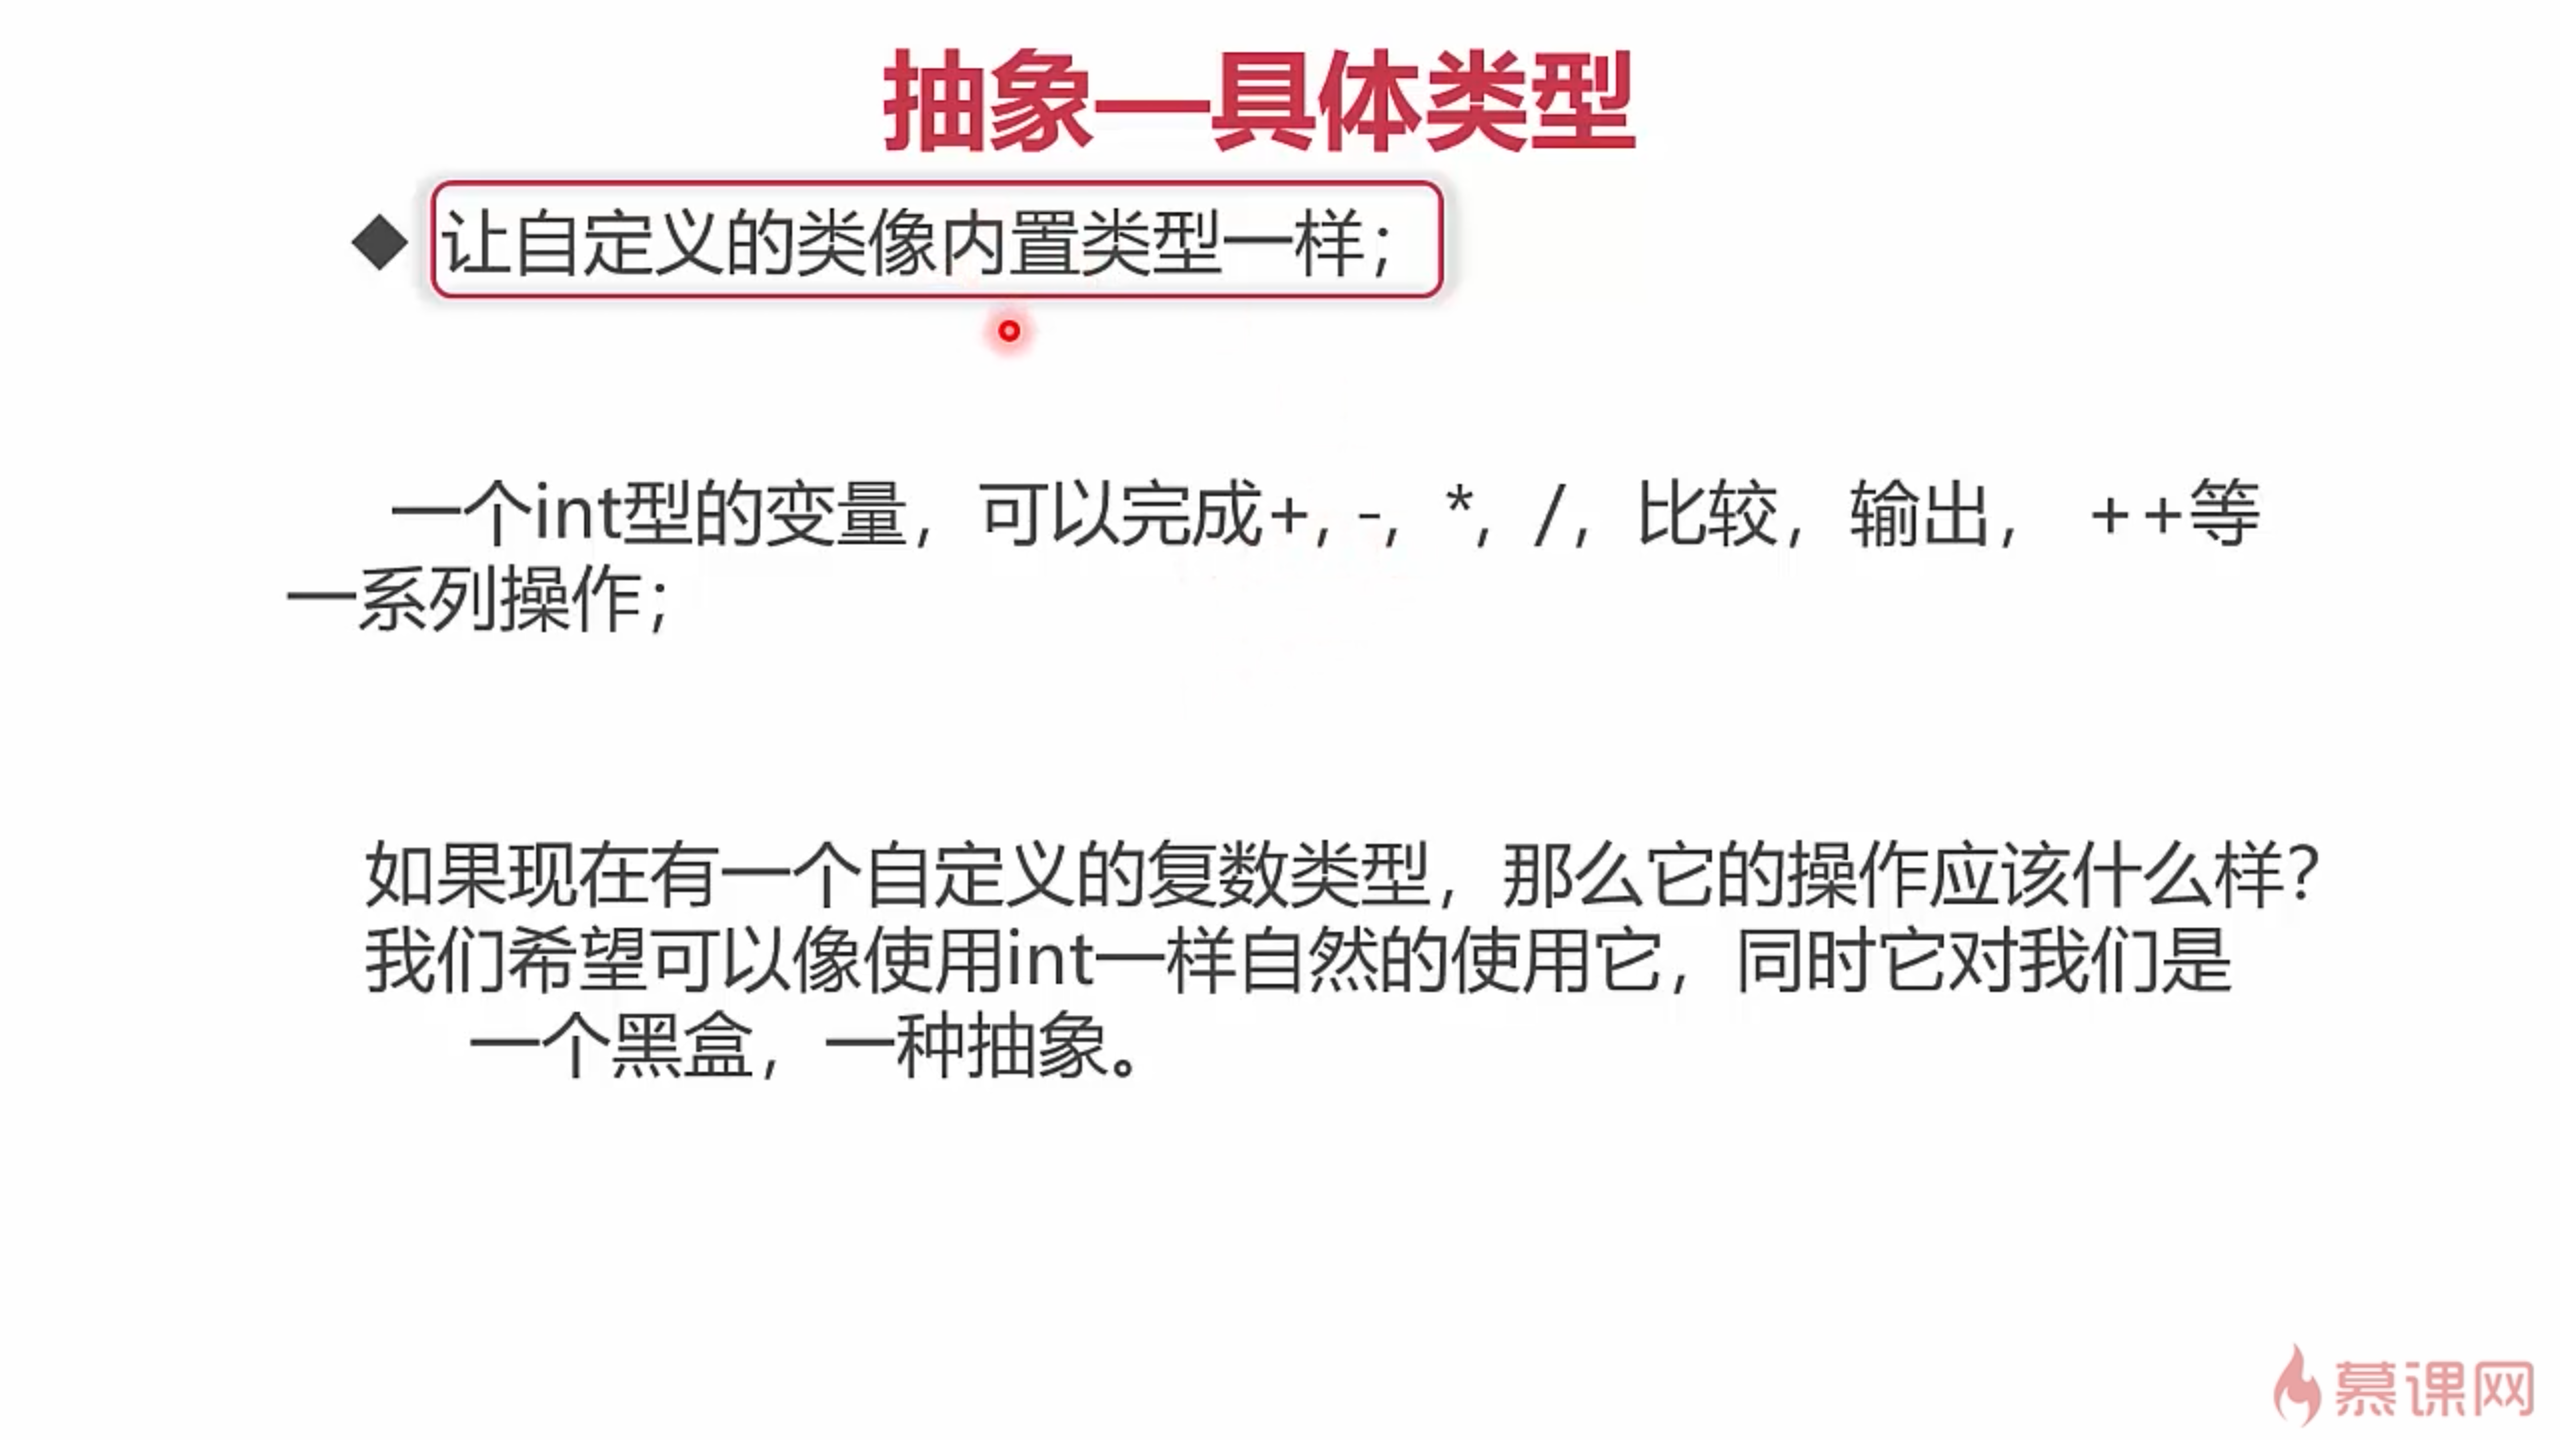 抽象—具体类型
让自定义的类像内置类型一样；
一个int型的变量，可以完成+, -, *, /，比较，输出， ++等
一系列操作；
如果现在有一个自定义的复数类型，那么它的操作应该什么样？
我们希望可以像使用int一样自然的使用它，同时它对我们是
一个黑盒，一种抽象。
慕课网